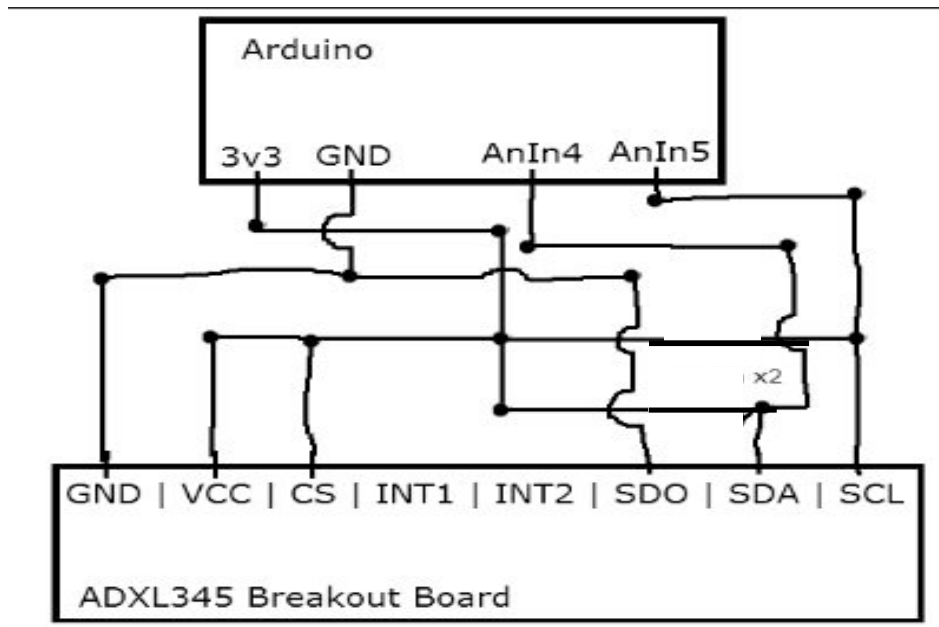 Arduino
3v3 GND AnIn4 AnIn5
x2
GND | VCC | CS | INT1 | INT2 | SDO | SDA | SCL
ADXL345 Breakout Board